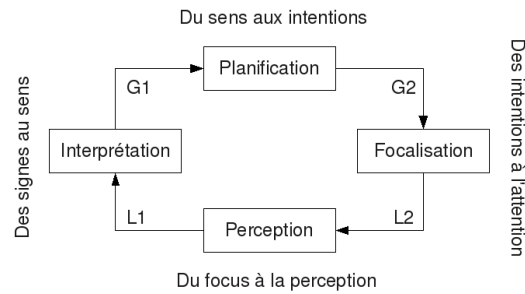 Du sens aux intentions
Planification
G1
G2
Des signes au sens
Interprétation
Focalisation
Des intentions à l'attention
L1
Perception
L2
Du focus à la perception